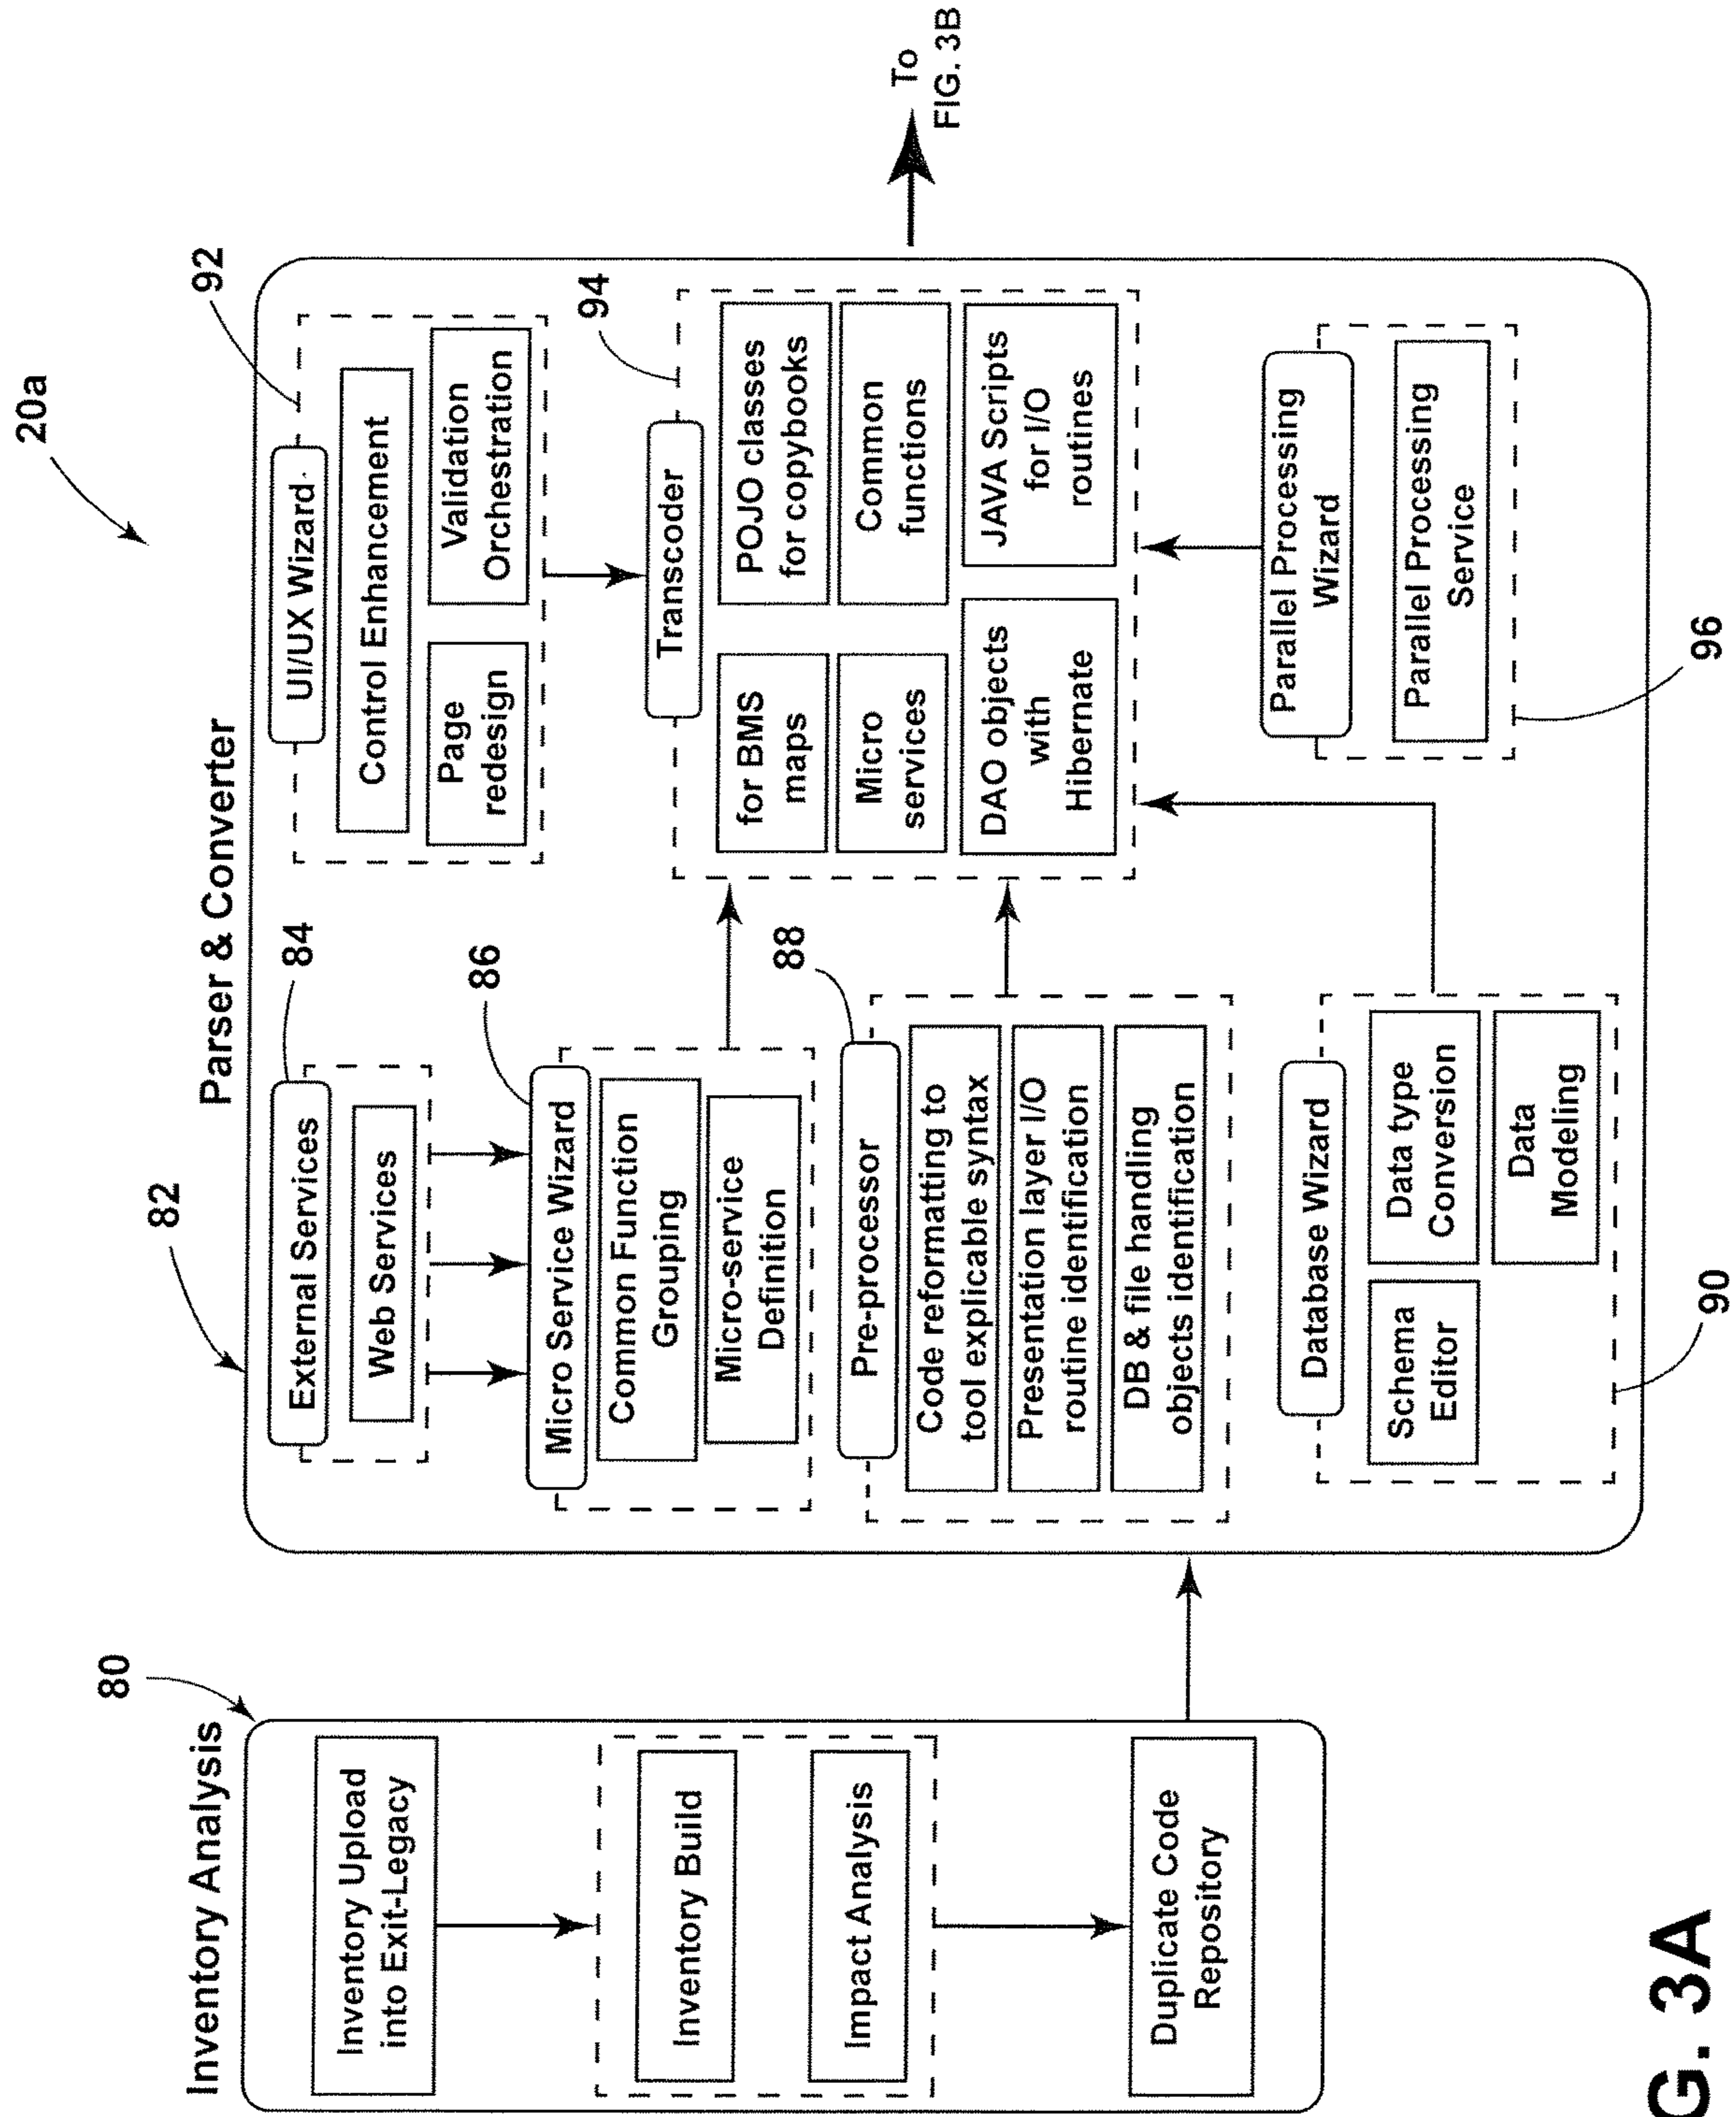 20a
Inventory Analysis
80
Inventory Upload
into Exit-Legacy
Inventory Build
Impact Analysis
Duplicate Code
Repository
Parser & Converter
82
External Services
84
Web Services
Micro Service Wizard
86
Common Function
Grouping
Micro-service
Definition
Pre-processor
88
Code reformatting to
tool explicable syntax
Presentation layer I/O
routine identification
DB & file handling
objects identification
Database Wizard
Schema
Editor
Data type
Conversion
Data
Modeling
90
UI/UX Wizard
92
Control Enhancement
Page
redesign
Validation
Orchestration
Transcoder
94
for BMS
maps
POJO classes
for copybooks
Micro
services
Common
functions
DAO objects
with
Hibernate
JAVA Scripts
for I/O
routines
Parallel Processing
Wizard
Parallel Processing
Service
96
To
FIG. 3B
G. 3A